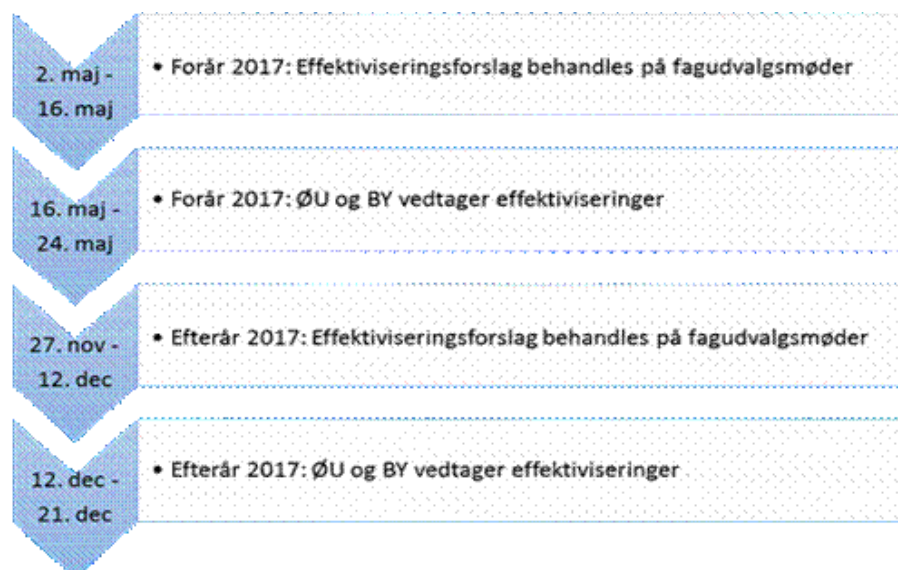 2. maj -
16. maj
• Forår 2017: Effektiviseringsforslag behandles på fagudvalgsmøder
16. maj -
24. maj
• Forår 2017: ØU og BY vedtager effektiviseringer
27. nov -
12. dec
• Efterår 2017: Effektiviseringsforslag behandles på fagudvalgsmøder
12. dec -
21. dec
• Efterår 2017: ØU og BY vedtager effektiviseringer